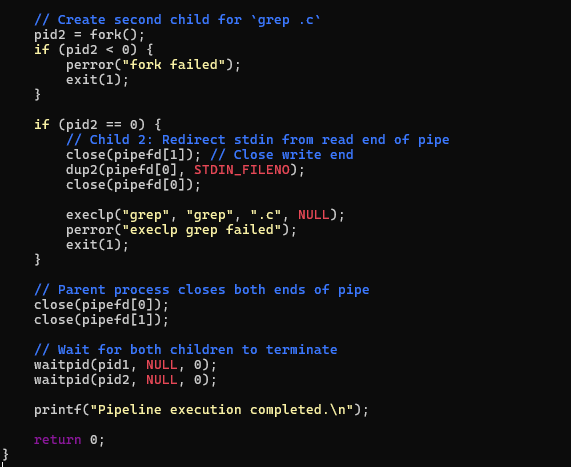 // Create second child for `grep .c`
pid2 = fork();
if (pid2 < 0) {
perror("fork failed");
exit(1);
}
if (pid2 == 0) {
// Child 2: Redirect stdin from read end of pipe
close(pipefd[1]); // Close write end
dup2(pipefd[0], STDIN_FILENO);
close(pipefd[0]);
execlp("grep", "grep", ".c", NULL);
perror("execlp grep failed");
exit(1);
}
// Parent process closes both ends of pipe
close(pipefd[0]);
close(pipefd[1]);
// Wait for both children to terminate
waitpid(pid1, NULL, 0);
waitpid(pid2, NULL, 0);
printf("Pipeline execution completed.\n");
return 0;
}